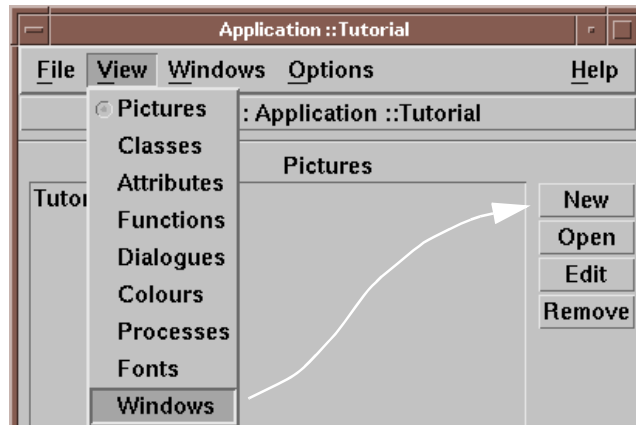 Application ::Tutorial
File View Windows Options Help
: Application ::Tutorial
Pictures
Classes
Attributes
Functions
Dialogues
Colours
Processes
Fonts
Windows
Pictures
Tutor
New
Open
Edit
Remove